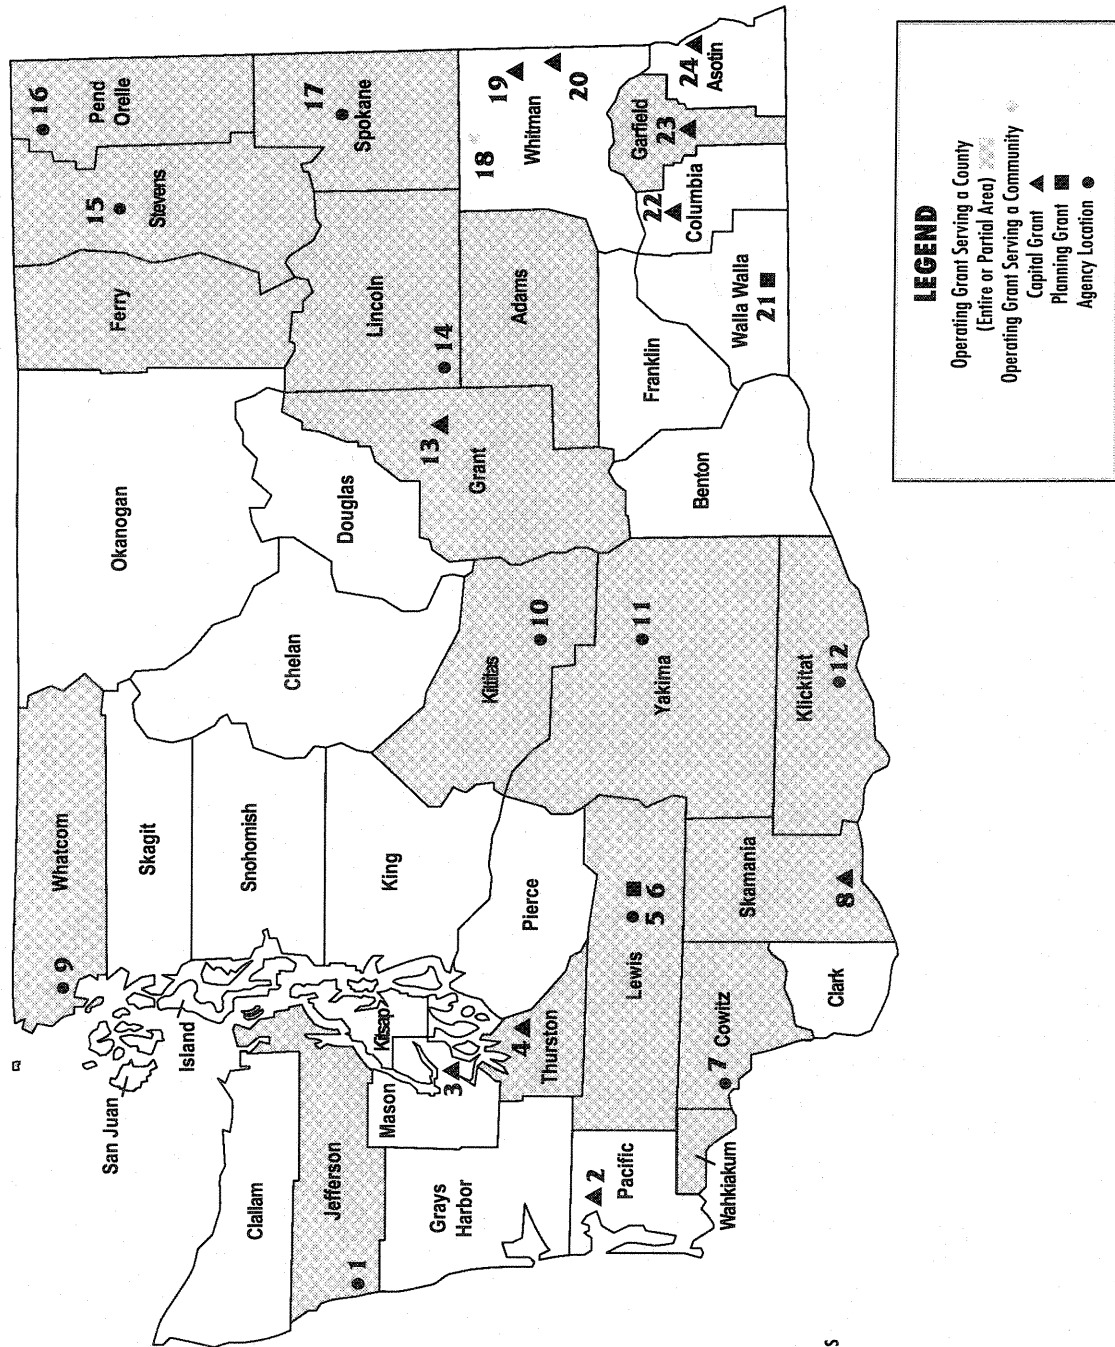 San Juan
Island
Whatcom
9
Skagit
Snohomish
King
Pierce
Kitsap
Clallam
Jefferson
1
Mason
3
Grays
Harbor
Thurston
4
Pacific
2
Wahkiakum
Lewis
5 6
Cowitz
7
Clark
Skamania
8
Okanogan
Chelan
Douglas
Kittitas
10
Yakima
11
Klickitat
12
Grant
13
Benton
Franklin
Ferry
Stevens
15
Pend
Orelle
16
Lincoln
14
Spokane
17
Adams
Whitman
18
19
20
Walla Walla
21
Columbia
22
Garfield
23
Asotin
24
LEGEND
Operating Grant Serving a County
(Entire or Partial Area)
Operating Grant Serving a Community
Capital Grant
Planning Grant
Agency Location
s